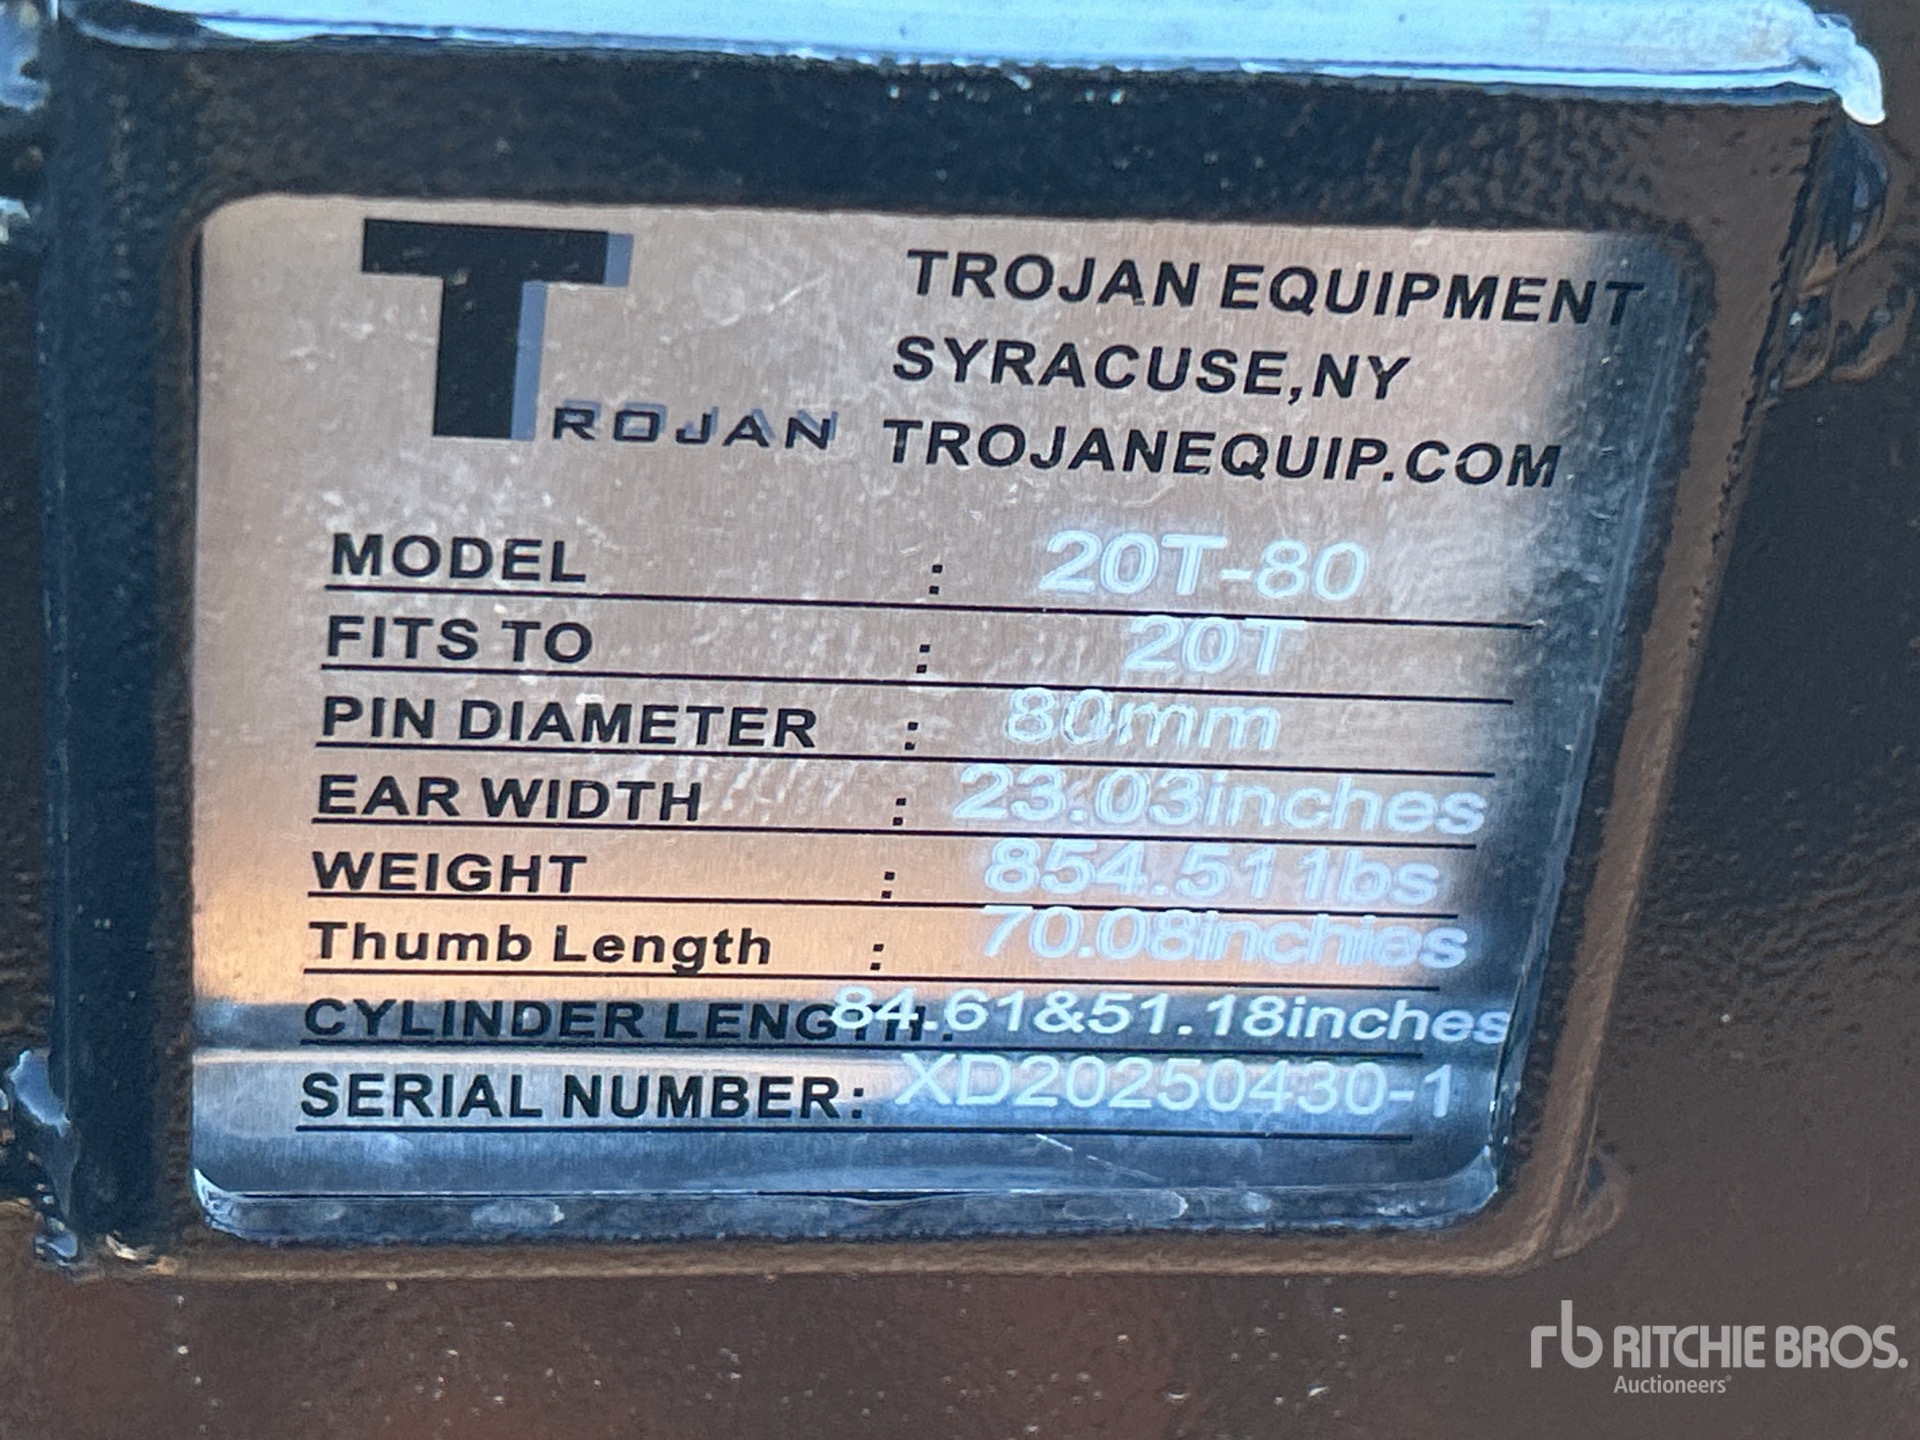 TROJAN
TROJAN EQUIPMENT
SYRACUSE,NY
TROJANEQUIP.COM
MODEL : 20T-80
FITS TO : 20T
PIN DIAMETER : 80mm
EAR WIDTH : 23.03inches
WEIGHT : 854.51lbs
Thumb Length : 70.08inchies
CYLINDER LENGTH: 84.61&51.18inches
SERIAL NUMBER: XD20250430-1
rb RITCHIE BROS.
Auctioneers